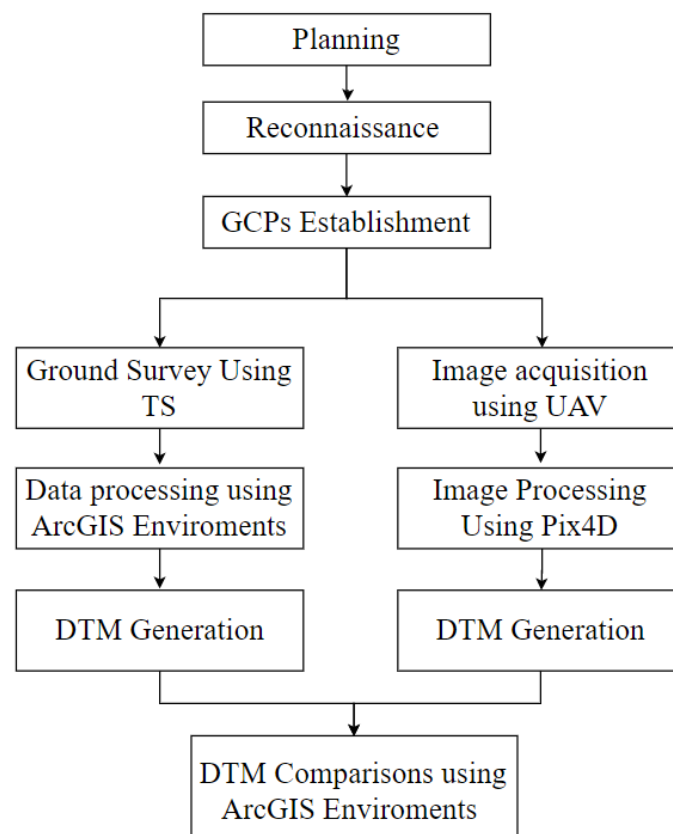 Planning
Reconnaissance
GCPs Establishment
Ground Survey Using
TS
Image acquisition
using UAV
Data processing using
ArcGIS Enviroments
Image Processing
Using Pix4D
DTM Generation
DTM Generation
DTM Comparisons using
ArcGIS Enviroments